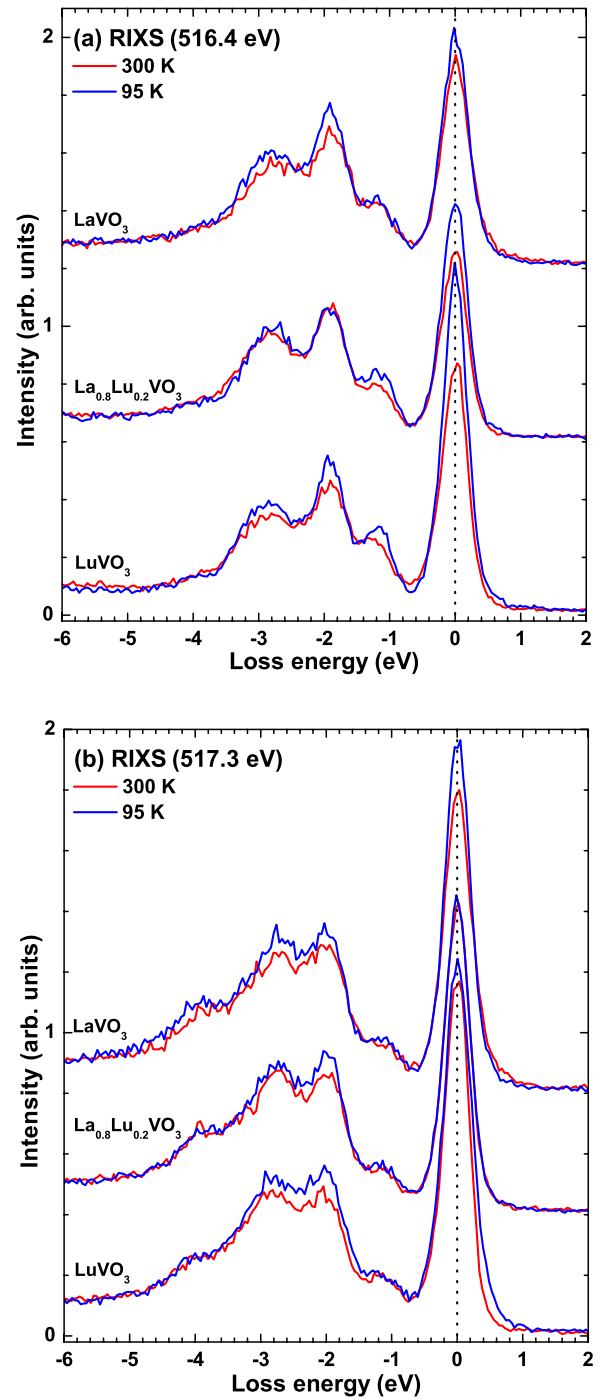 (a) RIXS (516.4 eV)
300 K
95 K
LaVO3
La0.8Lu0.2VO3
LuVO3
Intensity (arb. units)
2
1
0
-6 -5 -4 -3 -2 -1 0 1 2
Loss energy (eV)
(b) RIXS (517.3 eV)
300 K
95 K
LaVO3
La0.8Lu0.2VO3
LuVO3
Intensity (arb. units)
2
1
0
-6 -5 -4 -3 -2 -1 0 1 2
Loss energy (eV)